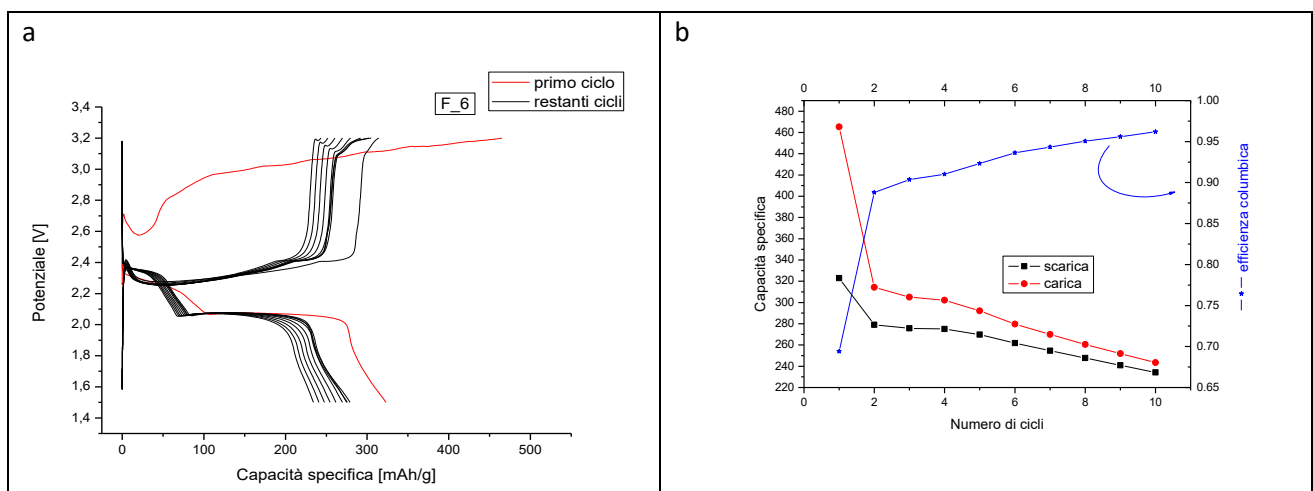 a
primo ciclo
restanti cicli
F_6
3,4
3,2
3,0
2,8
2,6
2,4
2,2
2,0
1,8
1,6
1,4
Potenziale [V]
0 100 200 300 400 500
Capacità specifica [mAh/g]
b
0 2 4 6 8 10
480
460
440
420
400
380
360
340
320
300
280
260
240
220
Capacità specifica
scarica
carica
1.00
0.95
0.90
0.85
0.80
0.75
0.70
0.65
efficienza columbica
0 2 4 6 8 10
Numero di cicli